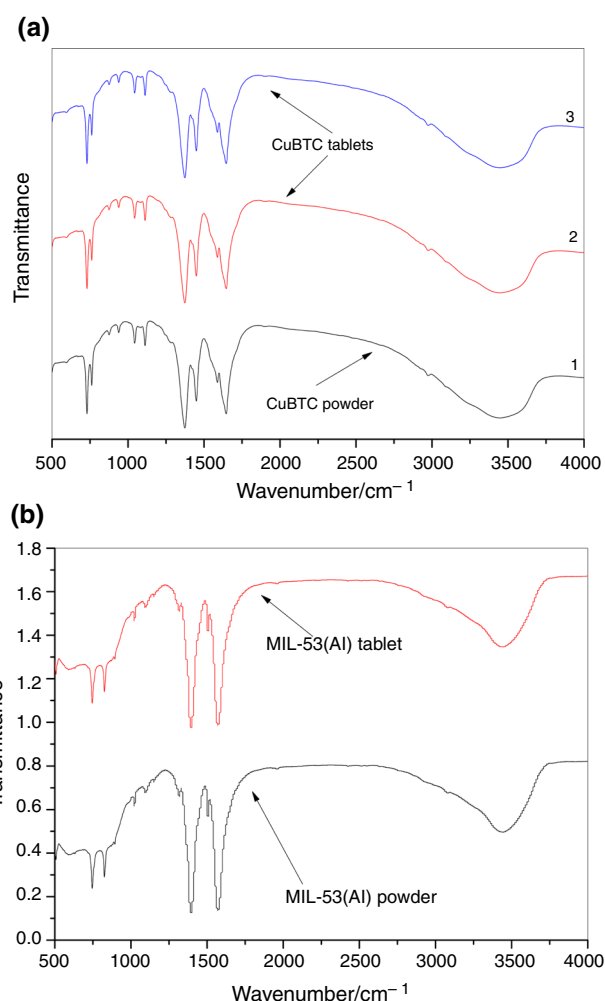 (a)
Transmittance
3
CuBTC tablets
2
1
CuBTC powder
500 1000 1500 2000 2500 3000 3500 4000
Wavenumber/cm– 1
(b)
1.8
1.6
MIL-53(Al) tablet
1.4
1.2
1.0
0.8
0.6
0.4
MIL-53(Al) powder
0.2
0.0
500 1000 1500 2000 2500 3000 3500 4000
Wavenumber/cm– 1